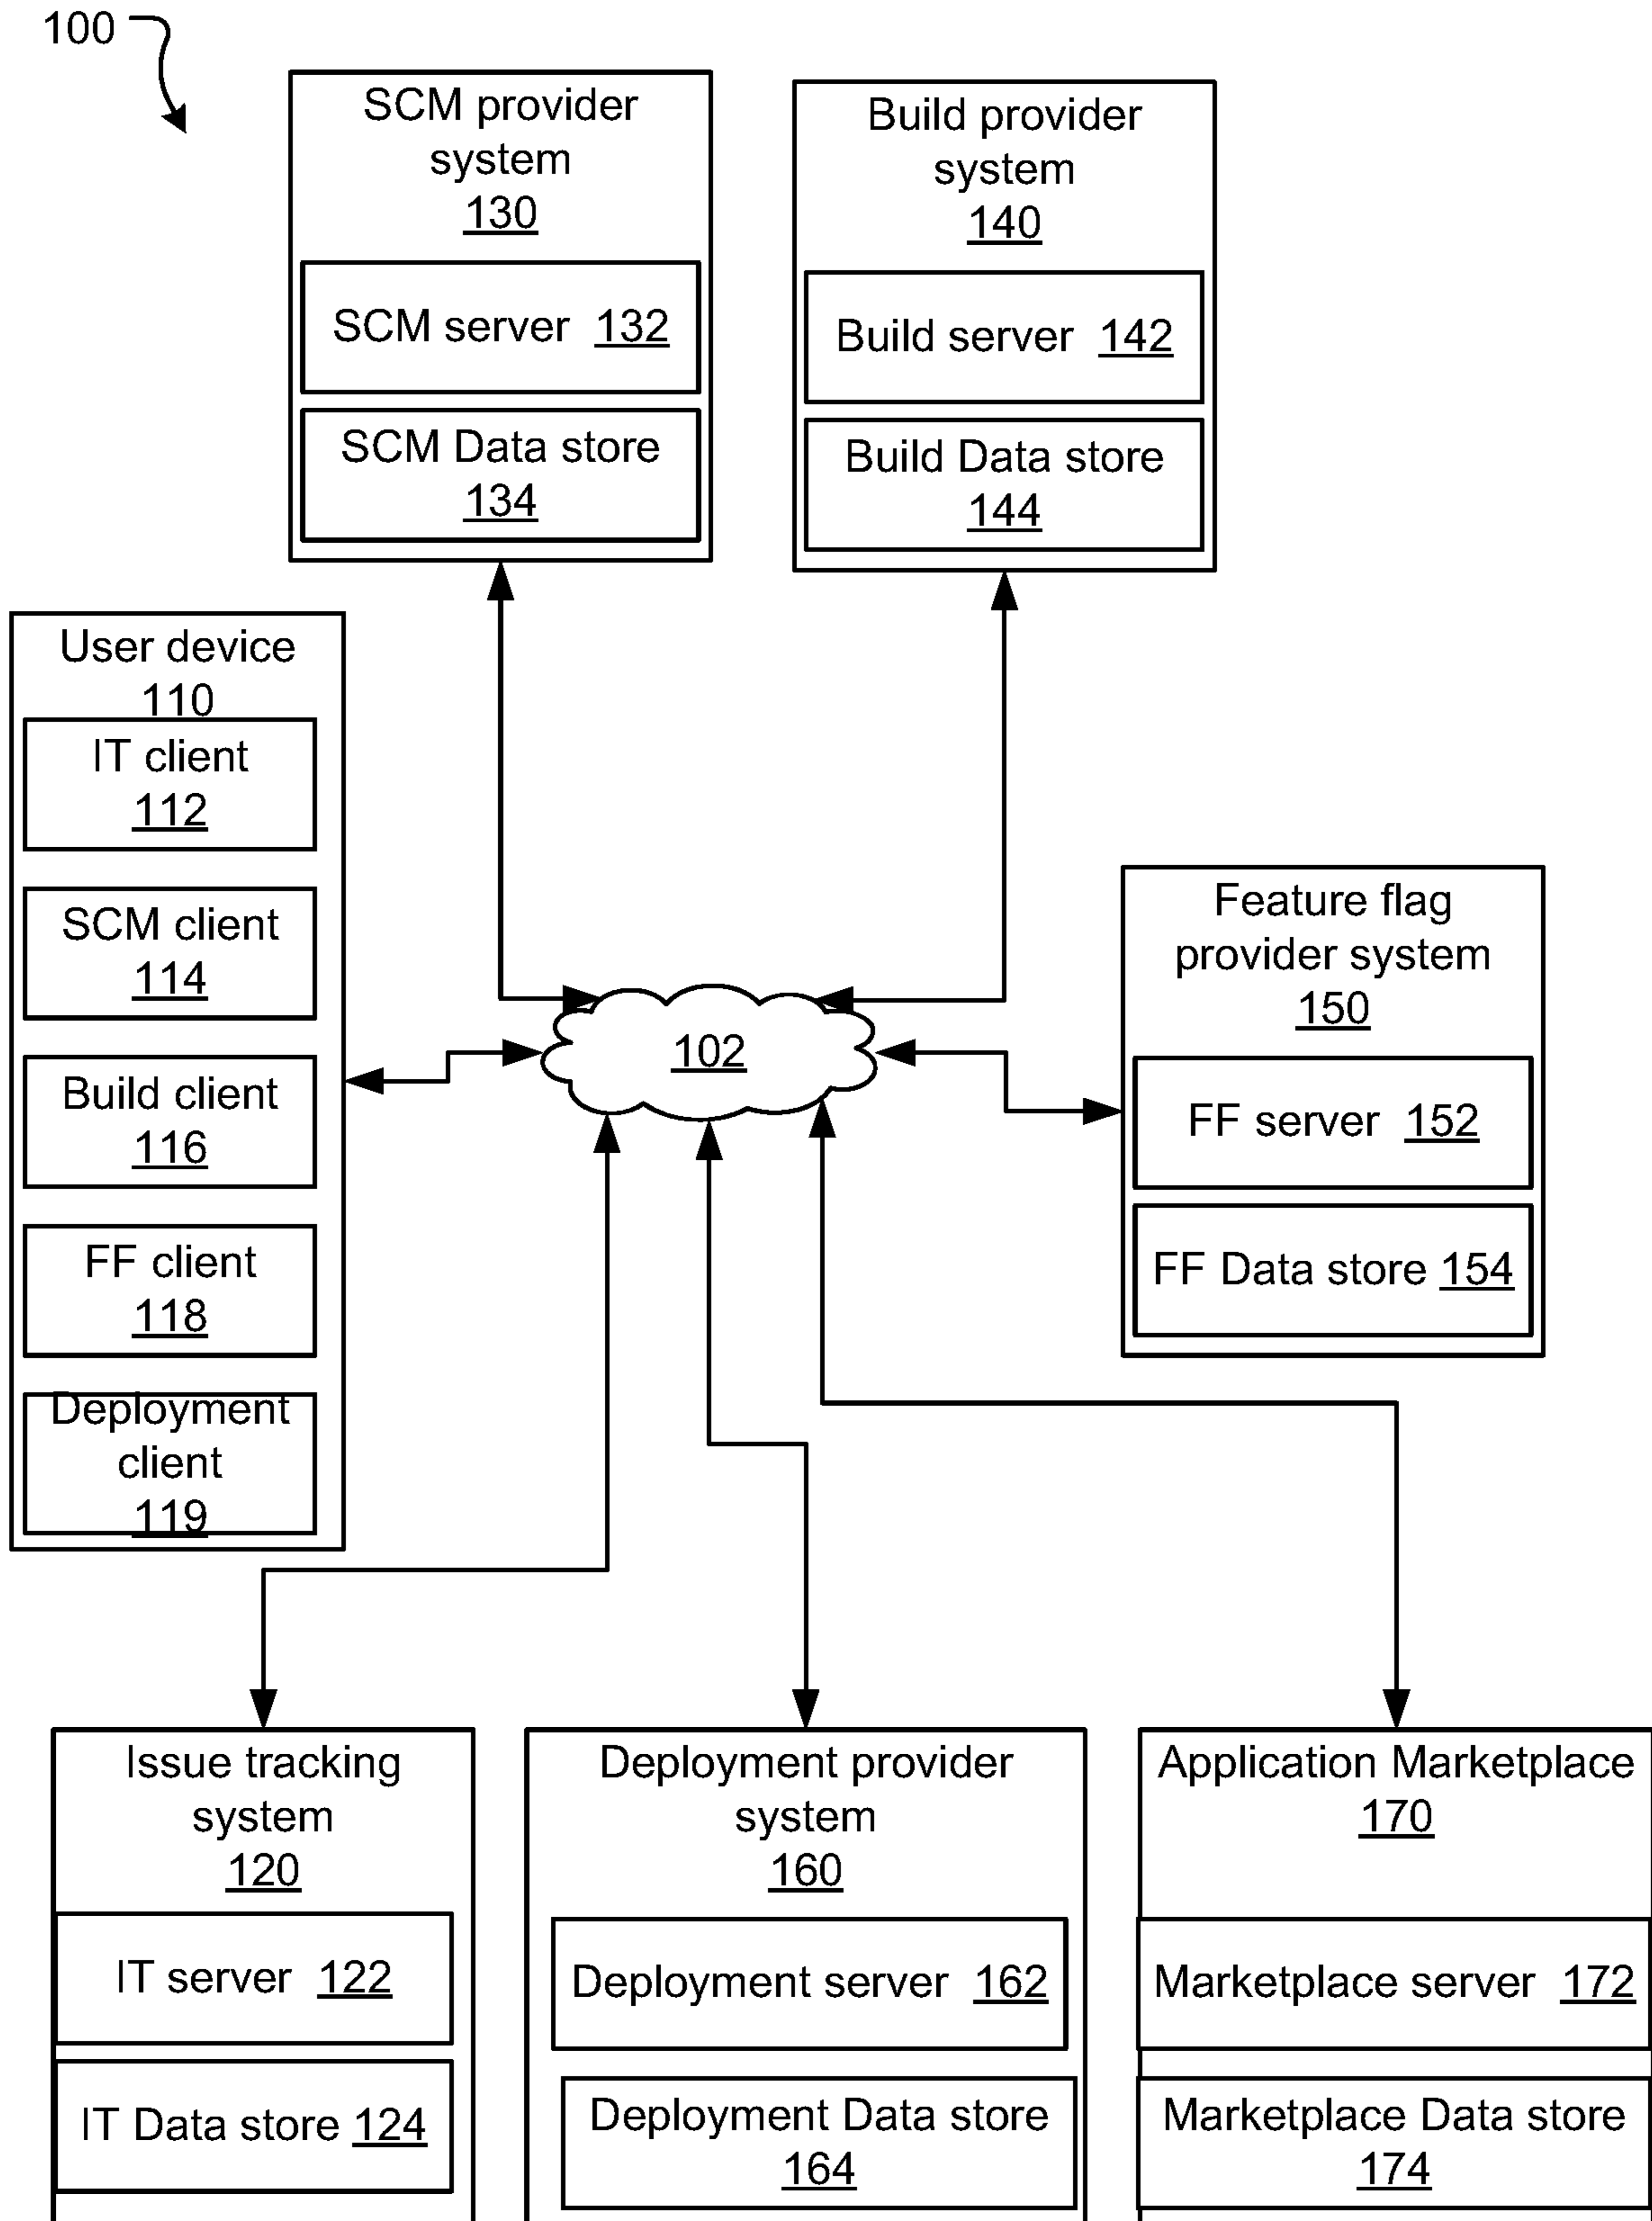 100
SCM provider
system
130
SCM server 132
SCM Data store
134
Build provider
system
140
Build server 142
Build Data store
144
User device
110
IT client
112
SCM client
114
Build client
116
FF client
118
Deployment
client
119
102
Feature flag
provider system
150
FF server 152
FF Data store 154
Issue tracking
system
120
IT server 122
IT Data store 124
Deployment provider
system
160
Deployment server 162
Deployment Data store
164
Application Marketplace
170
Marketplace server 172
Marketplace Data store
174